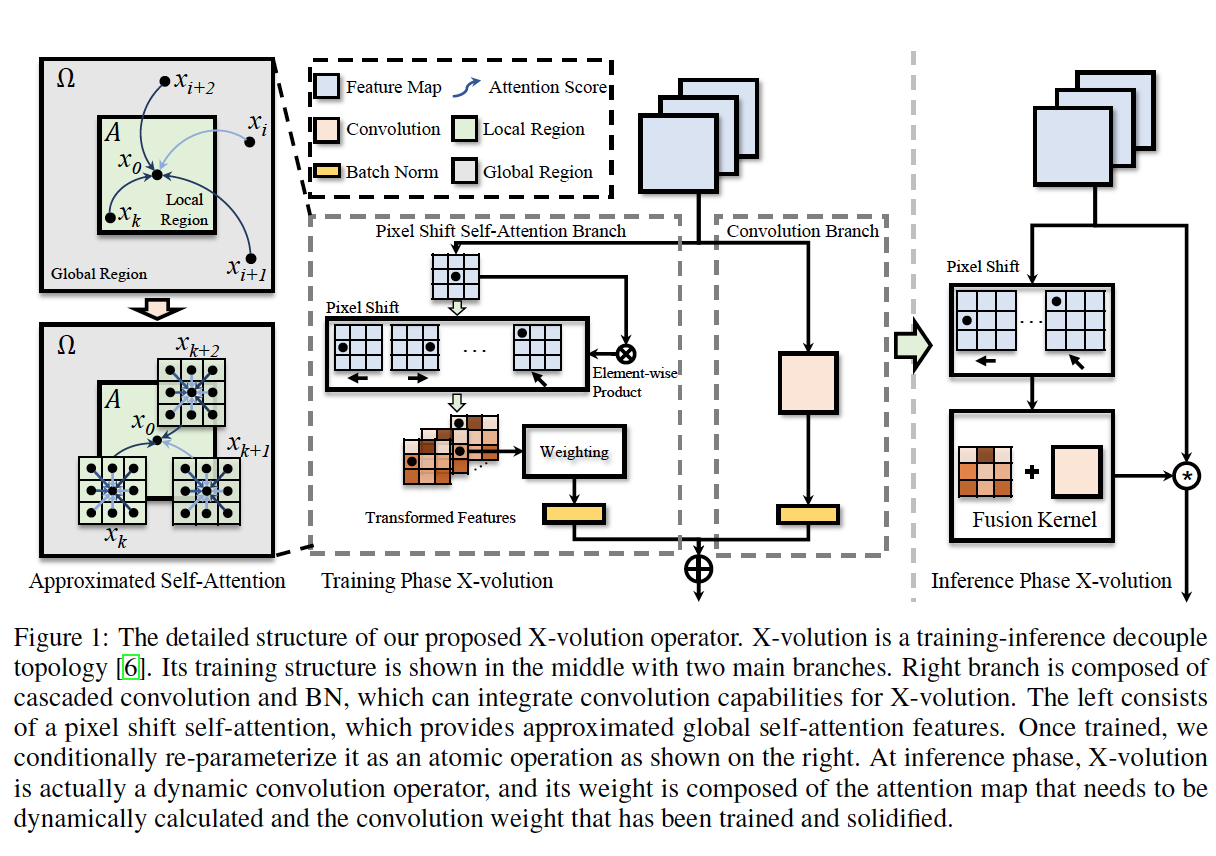 Ω
x_{i+2}
A
x_i
x_0
Local
Region
x_k
x_{i+1}
Global Region
Ω
x_{k+2}
A
x_0
x_{k+1}
x_k
Approximated Self-Attention
Feature Map
Attention Score
Convolution
Local Region
Batch Norm
Global Region
Pixel Shift Self-Attention Branch
Pixel Shift
...
Element-wise
Product
Weighting
...
Transformed Features
Training Phase X-volution
Convolution Branch
Pixel Shift
...
Fusion Kernel
*
Inference Phase X-volution
Figure 1: The detailed structure of our proposed X-volution operator. X-volution is a training-inference decouple
topology [6]. Its training structure is shown in the middle with two main branches. Right branch is composed of
cascaded convolution and BN, which can integrate convolution capabilities for X-volution. The left consists
of a pixel shift self-attention, which provides approximated global self-attention features. Once trained, we
conditionally re-parameterize it as an atomic operation as shown on the right. At inference phase, X-volution
is actually a dynamic convolution operator, and its weight is composed of the attention map that needs to be
dynamically calculated and the convolution weight that has been trained and solidified.